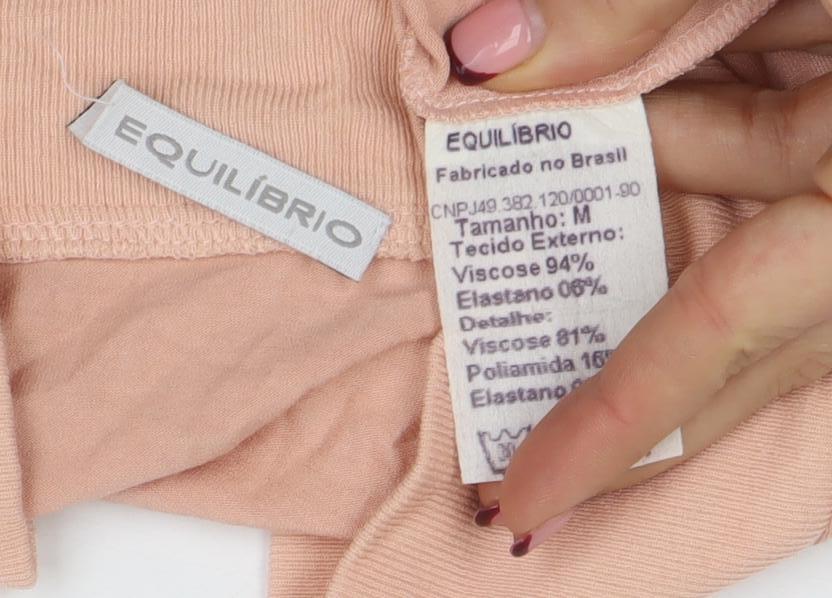 EQUILÍBRIO
EQUILÍBRIO
Fabricado no Brasil
CNPJ49.382.120/0001-90
Tamanho: M
Tecido Externo:
Viscose 94%
Elastano 06%
Detalhe:
Viscose 81%
Poliamida
Elastano